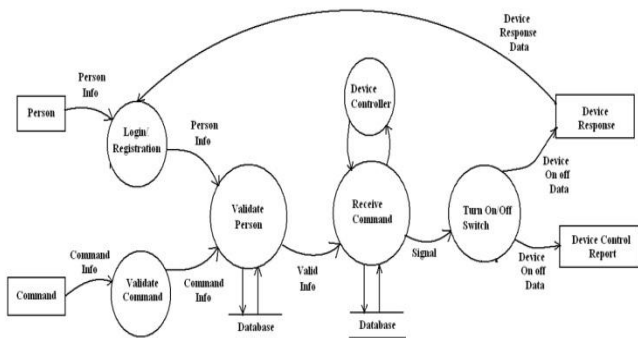 Device
Response
Data
Person
Info
Person
Login/
Registration
Person
Info
Device
Controller
Device
Response
Validate
Person
Receive
Command
Turn On/Off
Switch
Device
On off
Data
Command
Info
Command
Validate
Command
Command
Info
Valid
Info
Signal
Device
On off
Data
Device Control
Report
Database
Database